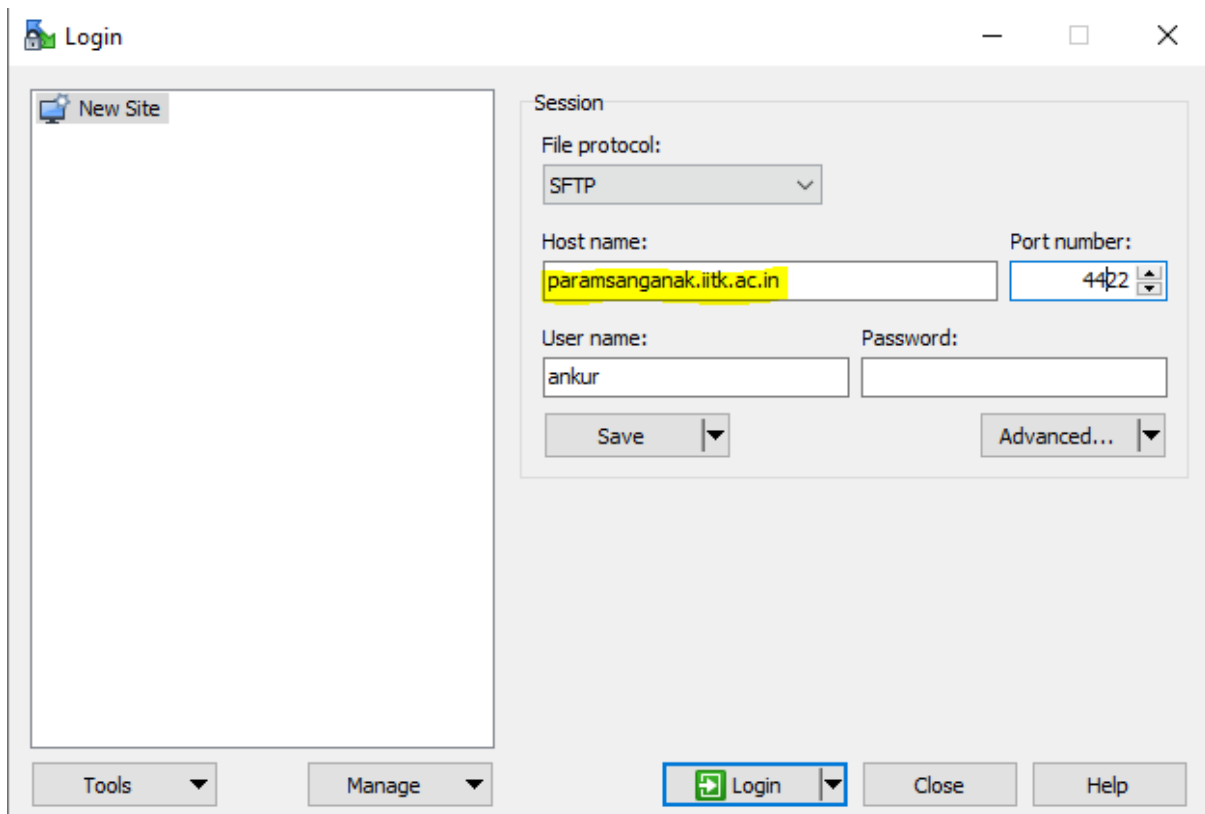 Login
New Site
Session
File protocol:
SFTP
Host name: Port number:
paramsanganak.iitk.ac.in 4422
User name: Password:
ankur
Save Advanced...
Tools Manage Login Close Help